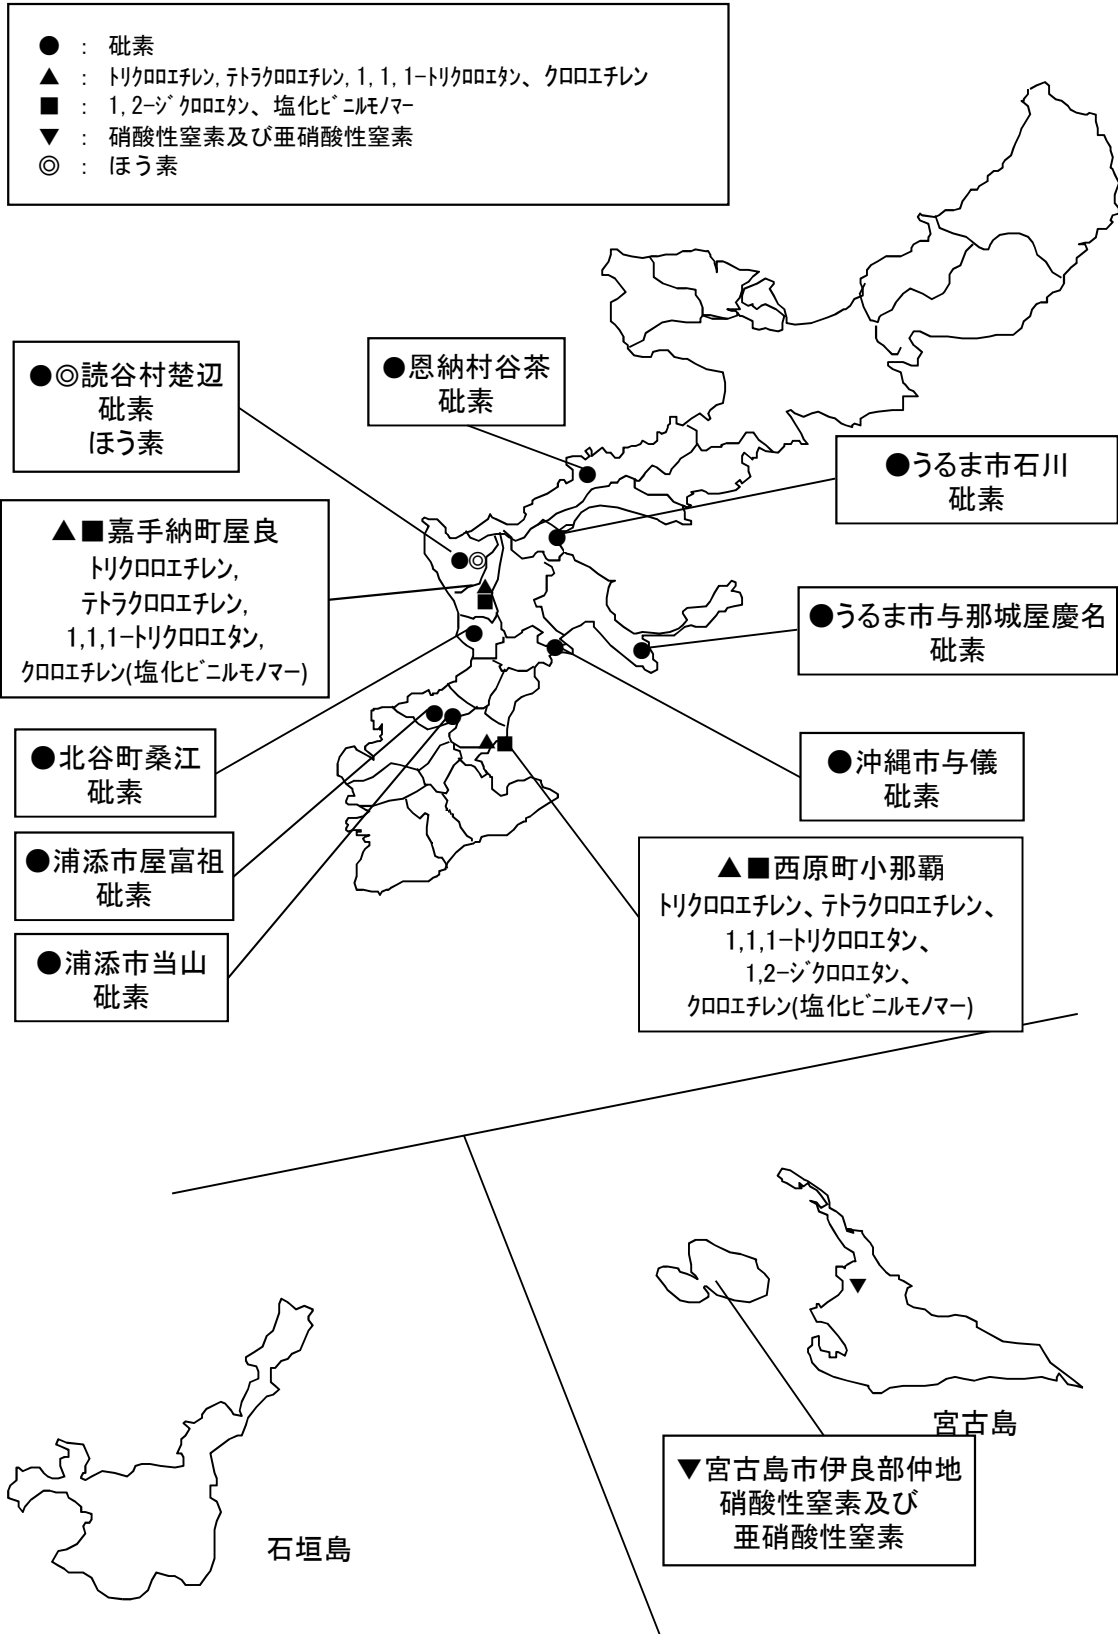 ● : 砒素
▲ : ﾄﾘｸﾛﾛｴﾁﾚﾝ,ﾃﾄﾗｸﾛﾛｴﾁﾚﾝ,1,1,1-ﾄﾘｸﾛﾛｴﾀﾝ、ｸﾛﾛｴﾁﾚﾝ
■ : 1,2-ｼﾞｸﾛﾛｴﾀﾝ、塩化ﾋﾞﾆﾙﾓﾉﾏｰ
▼ : 硝酸性窒素及び亜硝酸性窒素
◎ : ほう素
●◎読谷村楚辺
砒素
ほう素
●恩納村谷茶
砒素
●うるま市石川
砒素
▲■嘉手納町屋良
ﾄﾘｸﾛﾛｴﾁﾚﾝ,
ﾃﾄﾗｸﾛﾛｴﾁﾚﾝ,
1,1,1-ﾄﾘｸﾛﾛｴﾀﾝ,
ｸﾛﾛｴﾁﾚﾝ(塩化ﾋﾞﾆﾙﾓﾉﾏｰ)
●うるま市与那城屋慶名
砒素
●北谷町桑江
砒素
●沖縄市与儀
砒素
●浦添市屋富祖
砒素
▲■西原町小那覇
ﾄﾘｸﾛﾛｴﾁﾚﾝ、ﾃﾄﾗｸﾛﾛｴﾁﾚﾝ、
1,1,1-ﾄﾘｸﾛﾛｴﾀﾝ、
1,2-ｼﾞｸﾛﾛｴﾀﾝ、
ｸﾛﾛｴﾁﾚﾝ(塩化ﾋﾞﾆﾙﾓﾉﾏｰ)
●浦添市当山
砒素
宮古島
▼宮古島市伊良部仲地
硝酸性窒素及び
亜硝酸性窒素
石垣島